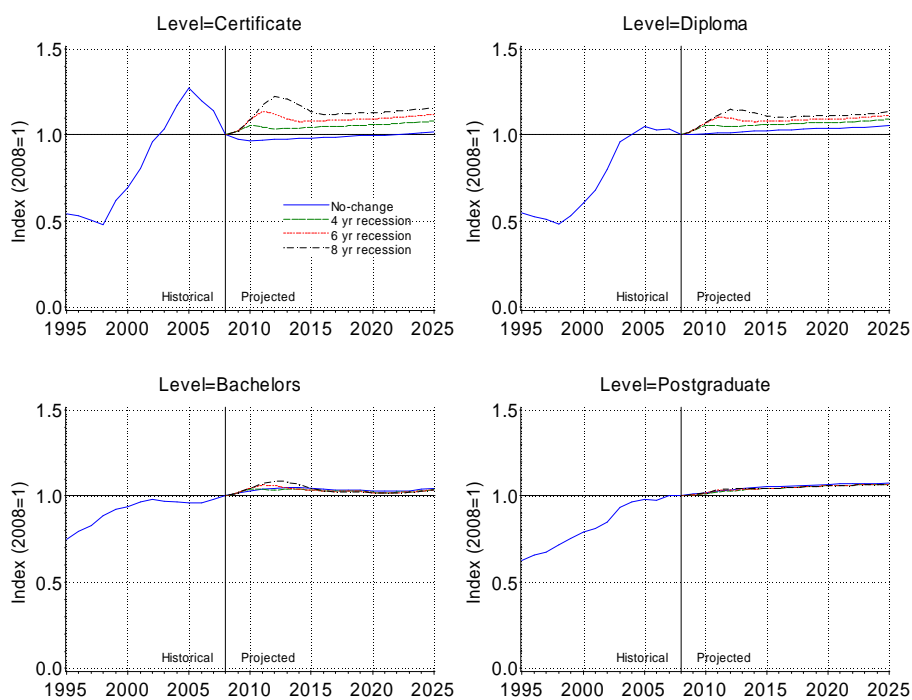 Level=Certificate
Index (2008=1)
1.5
1.0
0.5
0.0
No-change
4 yr recession
6 yr recession
8 yr recession
Historical Projected
1995 2000 2005 2010 2015 2020 2025
Level=Diploma
Index (2008=1)
1.5
1.0
0.5
0.0
Historical Projected
1995 2000 2005 2010 2015 2020 2025
Level=Bachelors
Index (2008=1)
1.5
1.0
0.5
0.0
Historical Projected
1995 2000 2005 2010 2015 2020 2025
Level=Postgraduate
Index (2008=1)
1.5
1.0
0.5
0.0
Historical Projected
1995 2000 2005 2010 2015 2020 2025